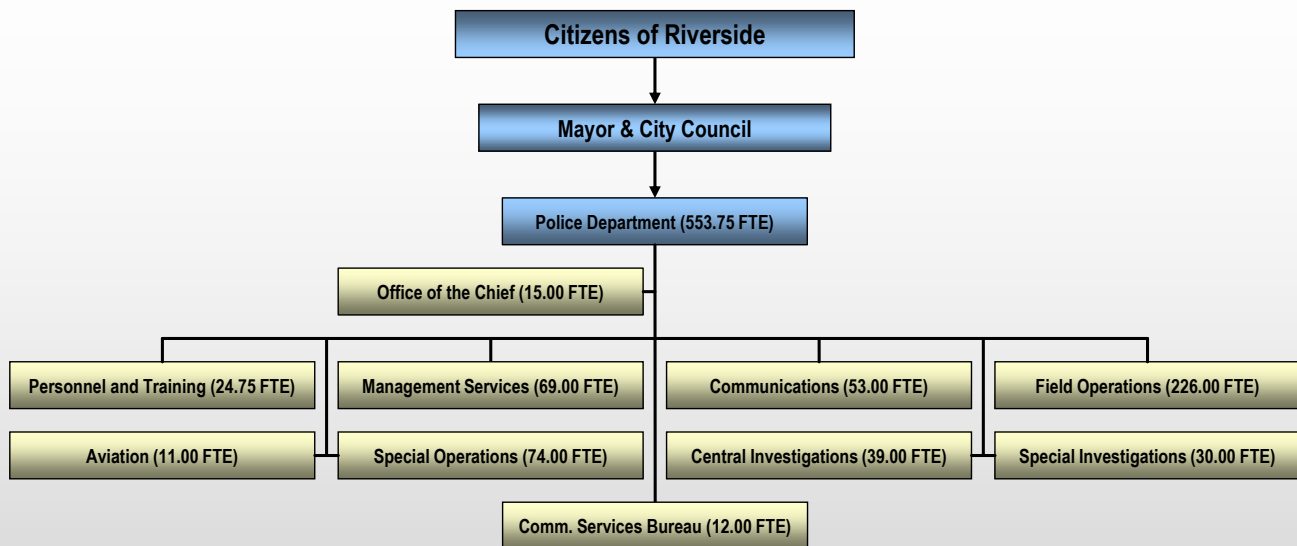 Citizens of Riverside
Mayor & City Council
Police Department (553.75 FTE)
Office of the Chief (15.00 FTE)
Personnel and Training (24.75 FTE)
Management Services (69.00 FTE)
Communications (53.00 FTE)
Field Operations (226.00 FTE)
Aviation (11.00 FTE)
Special Operations (74.00 FTE)
Central Investigations (39.00 FTE)
Special Investigations (30.00 FTE)
Comm. Services Bureau (12.00 FTE)